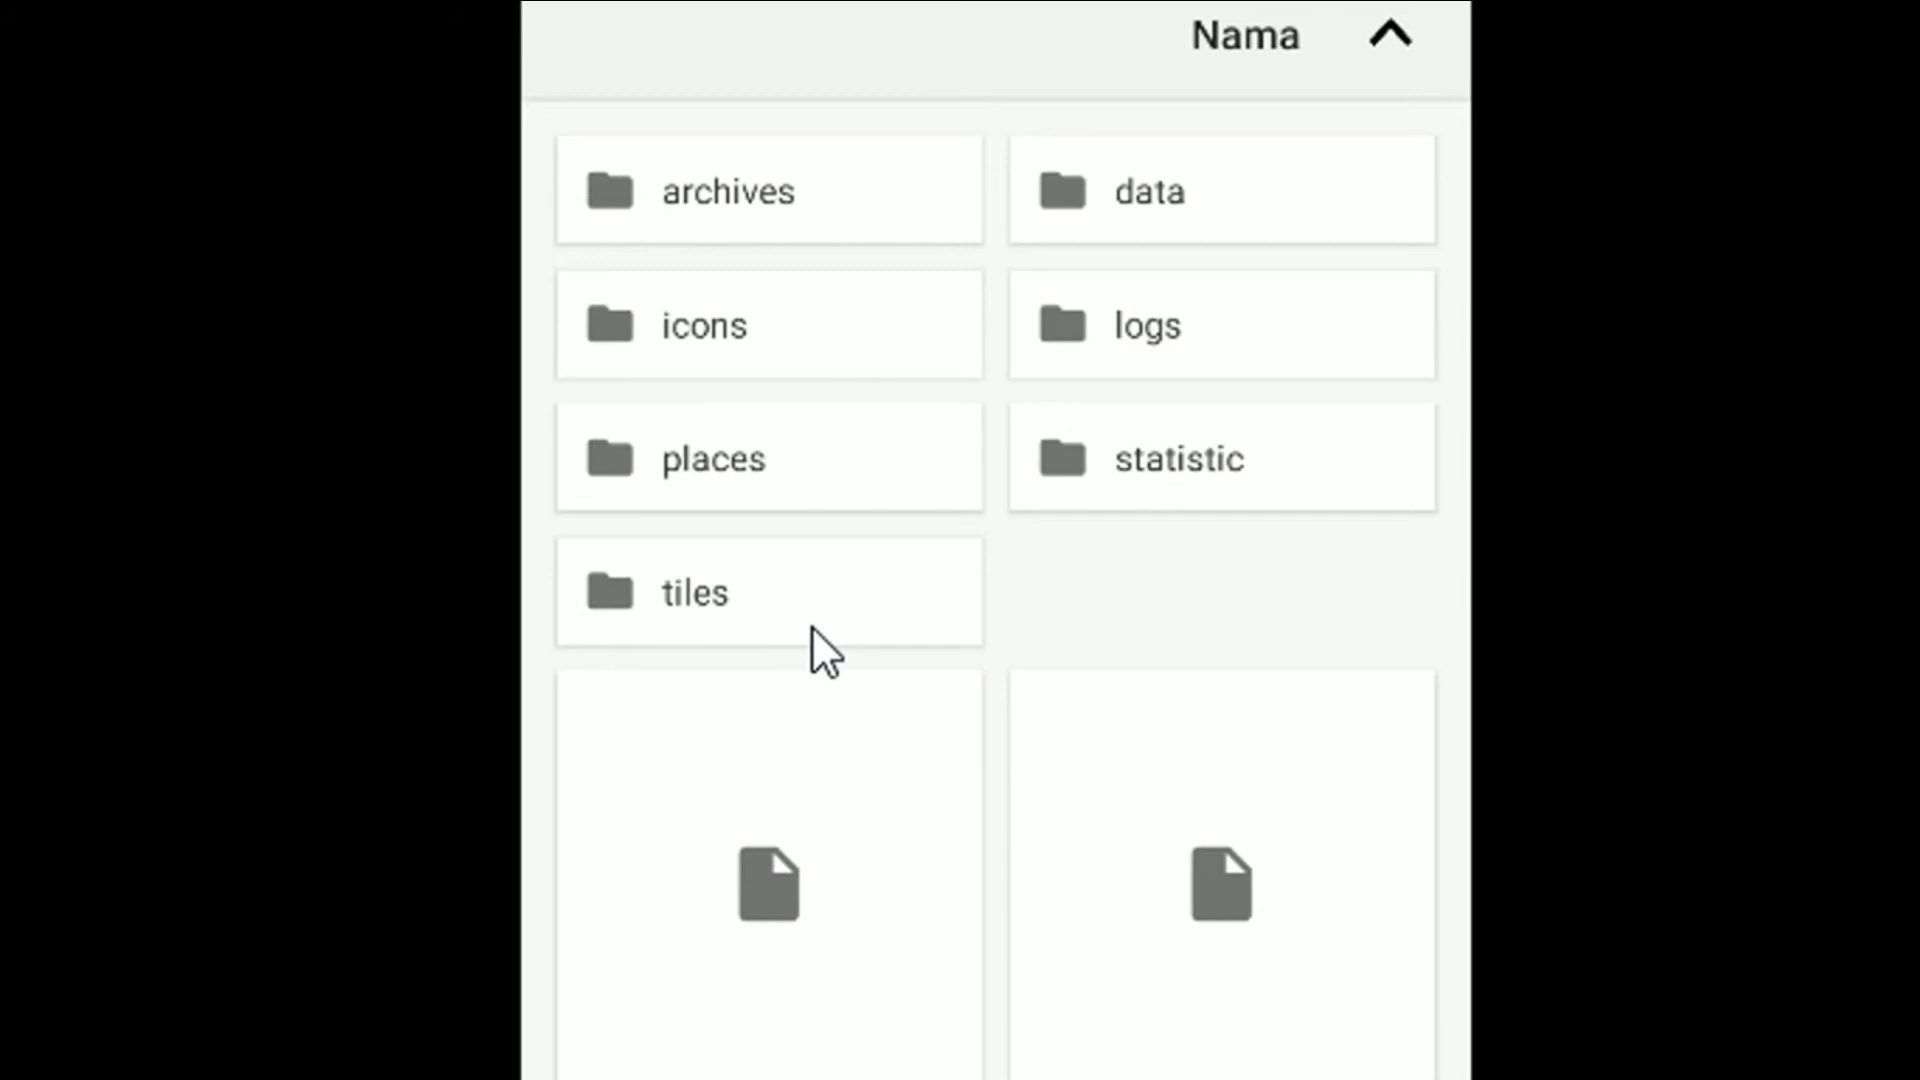 Nama
archives
data
icons
logs
places
statistic
tiles